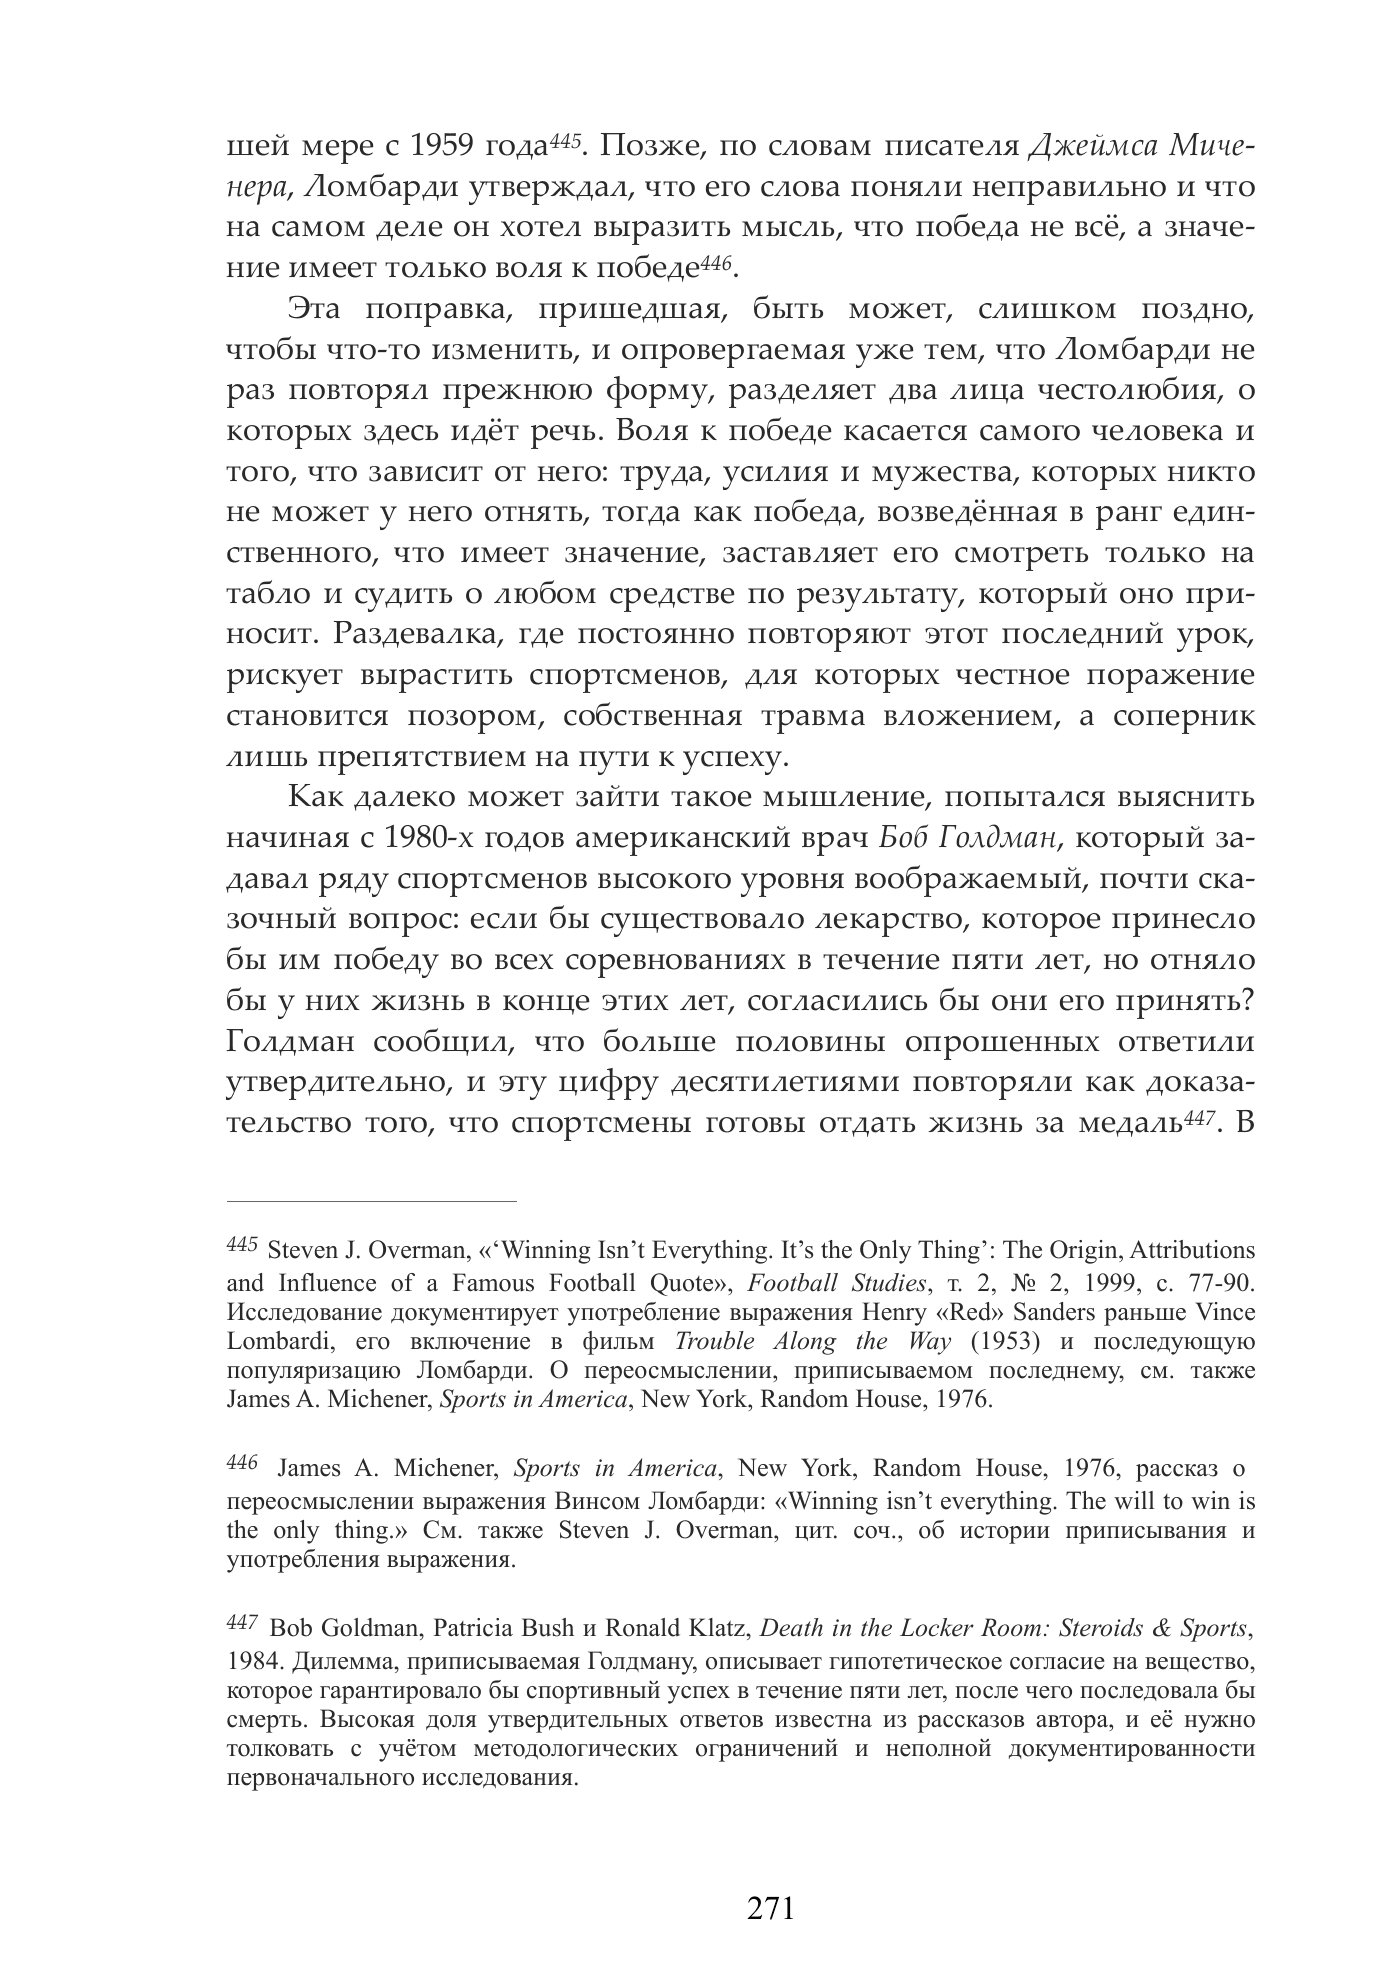 шей мере с 1959 года445. Позже, по словам писателя Джеймса Миче-
нера, Ломбарди утверждал, что его слова поняли неправильно и что
на самом деле он хотел выразить мысль, что победа не всё, а значе-
ние имеет только воля к победе446.
Эта поправка, пришедшая, быть может, слишком поздно,
чтобы что-то изменить, и опровергаемая уже тем, что Ломбарди не
раз повторял прежнюю форму, разделяет два лица честолюбия, о
которых здесь идёт речь. Воля к победе касается самого человека и
того, что зависит от него: труда, усилия и мужества, которых никто
не может у него отнять, тогда как победа, возведённая в ранг един-
ственного, что имеет значение, заставляет его смотреть только на
табло и судить о любом средстве по результату, который оно при-
носит. Раздевалка, где постоянно повторяют этот последний урок,
рискует вырастить спортсменов, для которых честное поражение
становится позором, собственная травма вложением, а соперник
лишь препятствием на пути к успеху.
Как далеко может зайти такое мышление, попытался выяснить
начиная с 1980-х годов американский врач Боб Голдман, который за-
давал ряду спортсменов высокого уровня воображаемый, почти ска-
зочный вопрос: если бы существовало лекарство, которое принесло
бы им победу во всех соревнованиях в течение пяти лет, но отняло
бы у них жизнь в конце этих лет, согласились бы они его принять?
Голдман сообщил, что больше половины опрошенных ответили
утвердительно, и эту цифру десятилетиями повторяли как доказа-
тельство того, что спортсмены готовы отдать жизнь за медаль447. В
445 Steven J. Overman, «‘Winning Isn’t Everything. It’s the Only Thing’: The Origin, Attributions
and Influence of a Famous Football Quote», Football Studies, т. 2, № 2, 1999, с. 77-90.
Исследование документирует употребление выражения Henry «Red» Sanders раньше Vince
Lombardi, его включение в фильм Trouble Along the Way (1953) и последующую
популяризацию Ломбарди. О переосмыслении, приписываемом последнему, см. также
James A. Michener, Sports in America, New York, Random House, 1976.
446 James A. Michener, Sports in America, New York, Random House, 1976, рассказ о
переосмыслении выражения Винсом Ломбарди: «Winning isn’t everything. The will to win is
the only thing.» См. также Steven J. Overman, цит. соч., об истории приписывания и
употребления выражения.
447 Bob Goldman, Patricia Bush и Ronald Klatz, Death in the Locker Room: Steroids & Sports,
1984. Дилемма, приписываемая Голдману, описывает гипотетическое согласие на вещество,
которое гарантировало бы спортивный успех в течение пяти лет, после чего последовала бы
смерть. Высокая доля утвердительных ответов известна из рассказов автора, и её нужно
толковать с учётом методологических ограничений и неполной документированности
первоначального исследования.
271